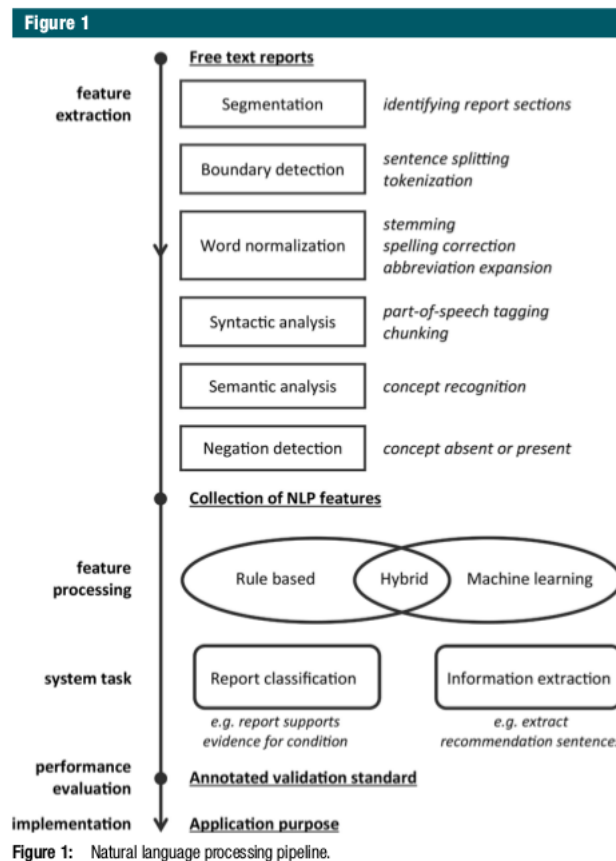 Figure 1
Free text reports
feature
extraction
Segmentation
identifying report sections
Boundary detection
sentence splitting
tokenization
Word normalization
stemming
spelling correction
abbreviation expansion
Syntactic analysis
part-of-speech tagging
chunking
Semantic analysis
concept recognition
Negation detection
concept absent or present
Collection of NLP features
feature
processing
Rule based
Hybrid
Machine learning
system task
Report classification
Information extraction
e.g. report supports
evidence for condition
e.g. extract
recommendation sentences
performance
evaluation
Annotated validation standard
implementation
Application purpose
Figure 1: Natural language processing pipeline.